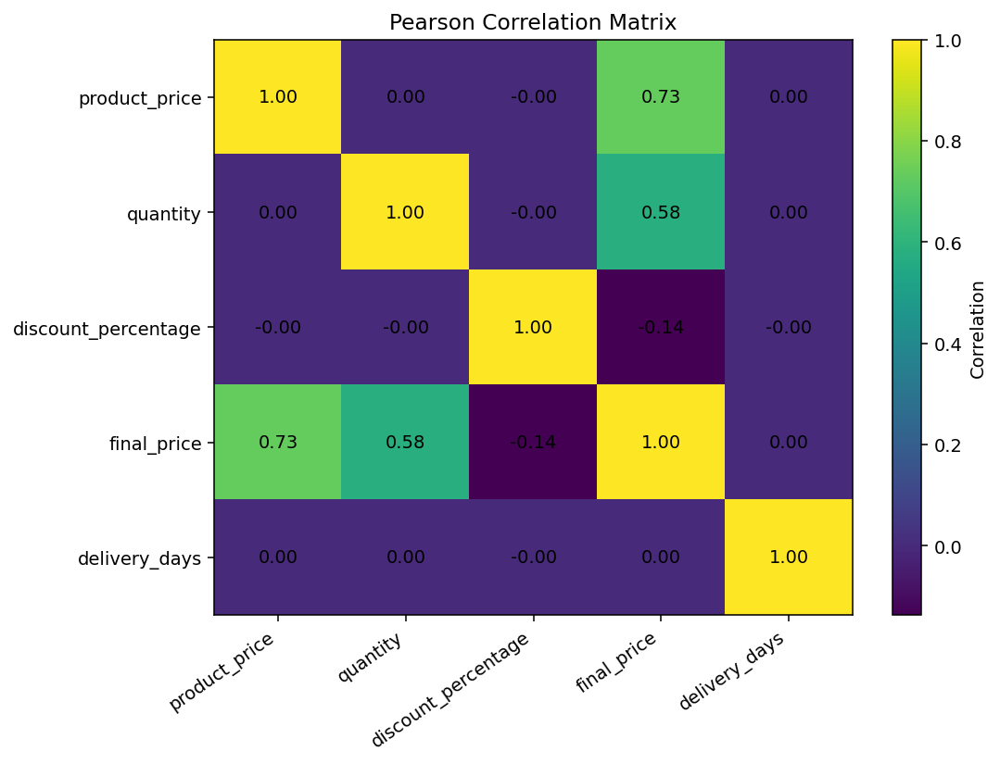 Pearson Correlation Matrix
product_price 1.00 0.00 -0.00 0.73 0.00
quantity 0.00 1.00 -0.00 0.58 0.00
discount_percentage -0.00 -0.00 1.00 -0.14 -0.00
final_price 0.73 0.58 -0.14 1.00 0.00
delivery_days 0.00 0.00 -0.00 0.00 1.00
product_price quantity discount_percentage final_price delivery_days
1.0
0.8
0.6
0.4
0.2
0.0
Correlation